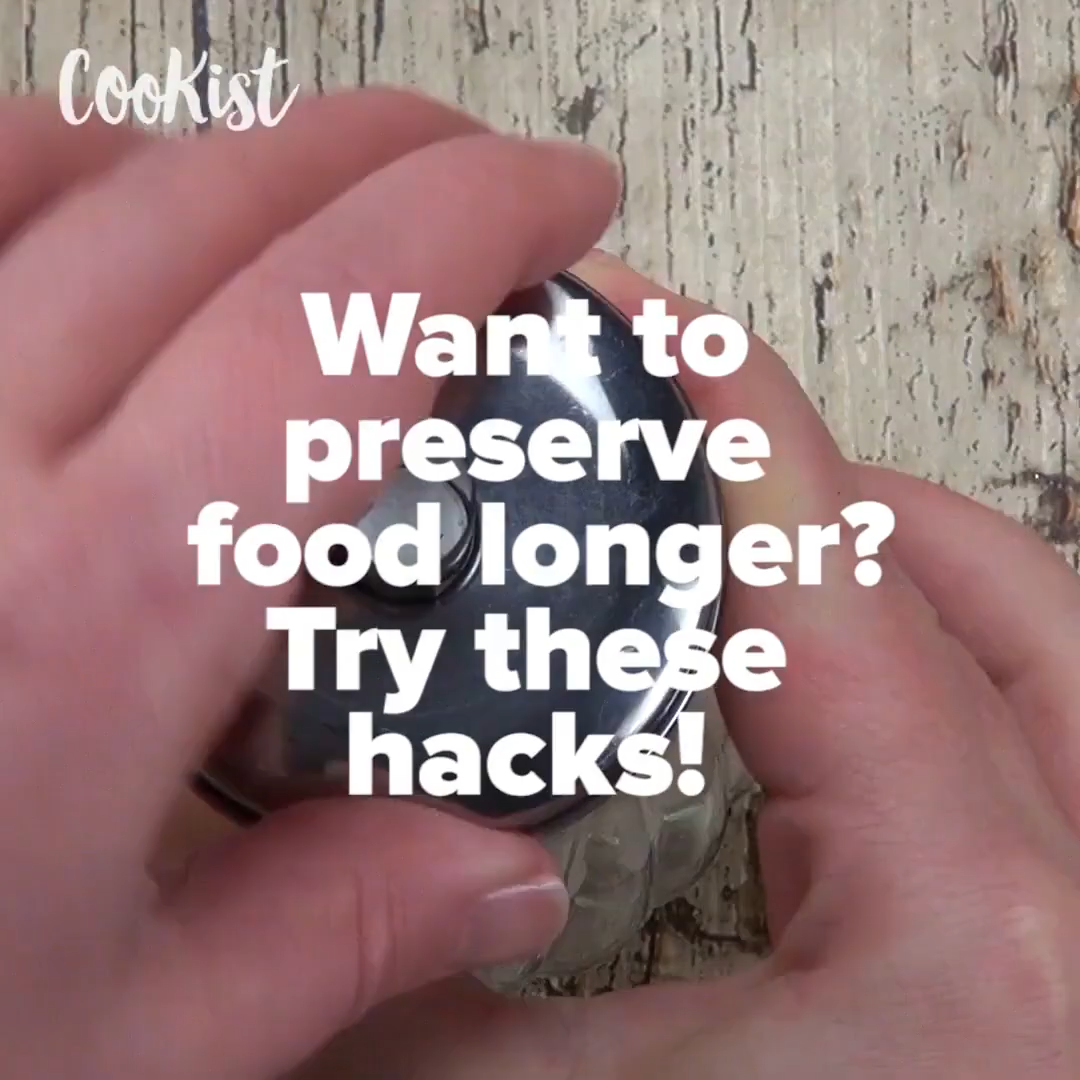 CooKist
Want to
preserve
food longer?
Try these
hacks!